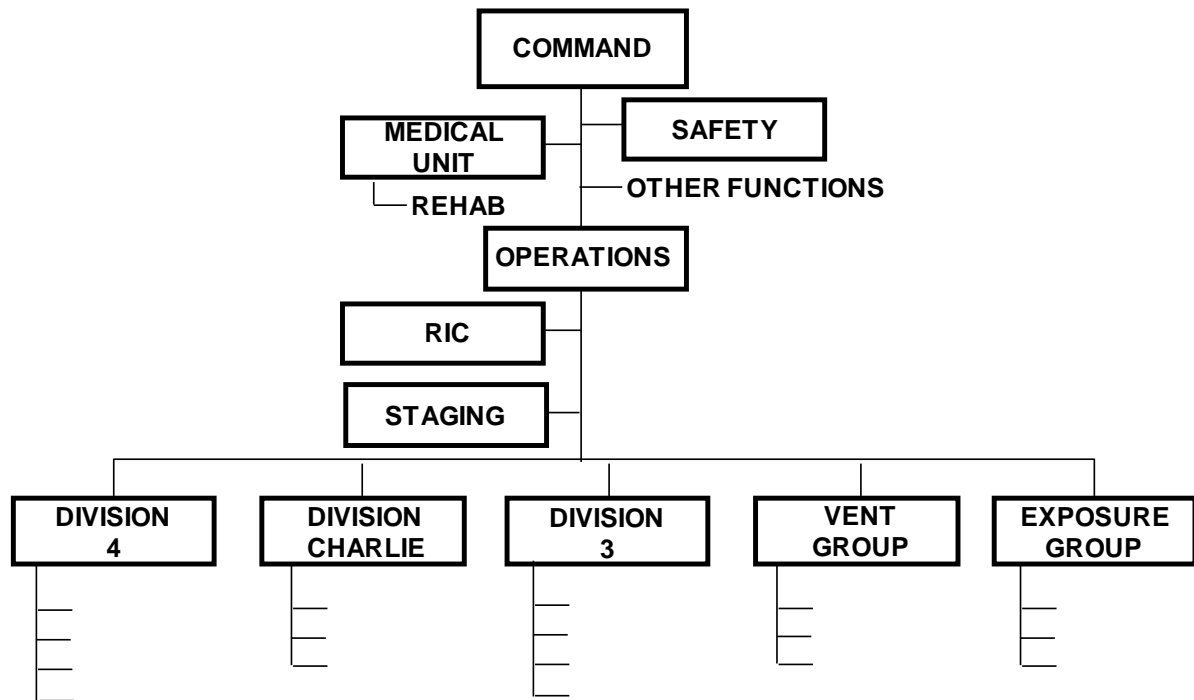 COMMAND
SAFETY
MEDICAL
UNIT
OTHER FUNCTIONS
REHAB
OPERATIONS
RIC
STAGING
DIVISION
4
DIVISION
CHARLIE
DIVISION
3
VENT
GROUP
EXPOSURE
GROUP